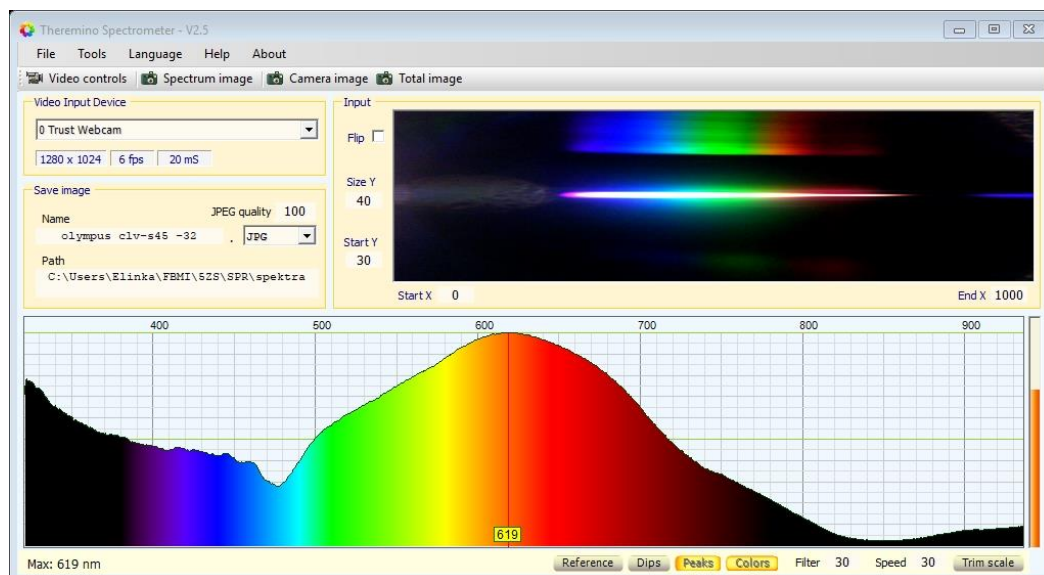 Theremino Spectrometer - V2.5
File Tools Language Help About
Video controls Spectrum image Camera image Total image
Video Input Device
0 Trust Webcam
1280 x 1024 6 fps 20 mS
Save image
Name JPEG quality 100
olympus clv-s45 -32 . JPG
Path
C:\Users\Elinka\FBMI\5ZS\SPR\spektra
Input
Flip
Size Y
40
Start Y
30
Start X 0 End X 1000
400 500 600 700 800 900
619
Max: 619 nm Reference Dips Peaks Colors Filter 30 Speed 30 Trim scale